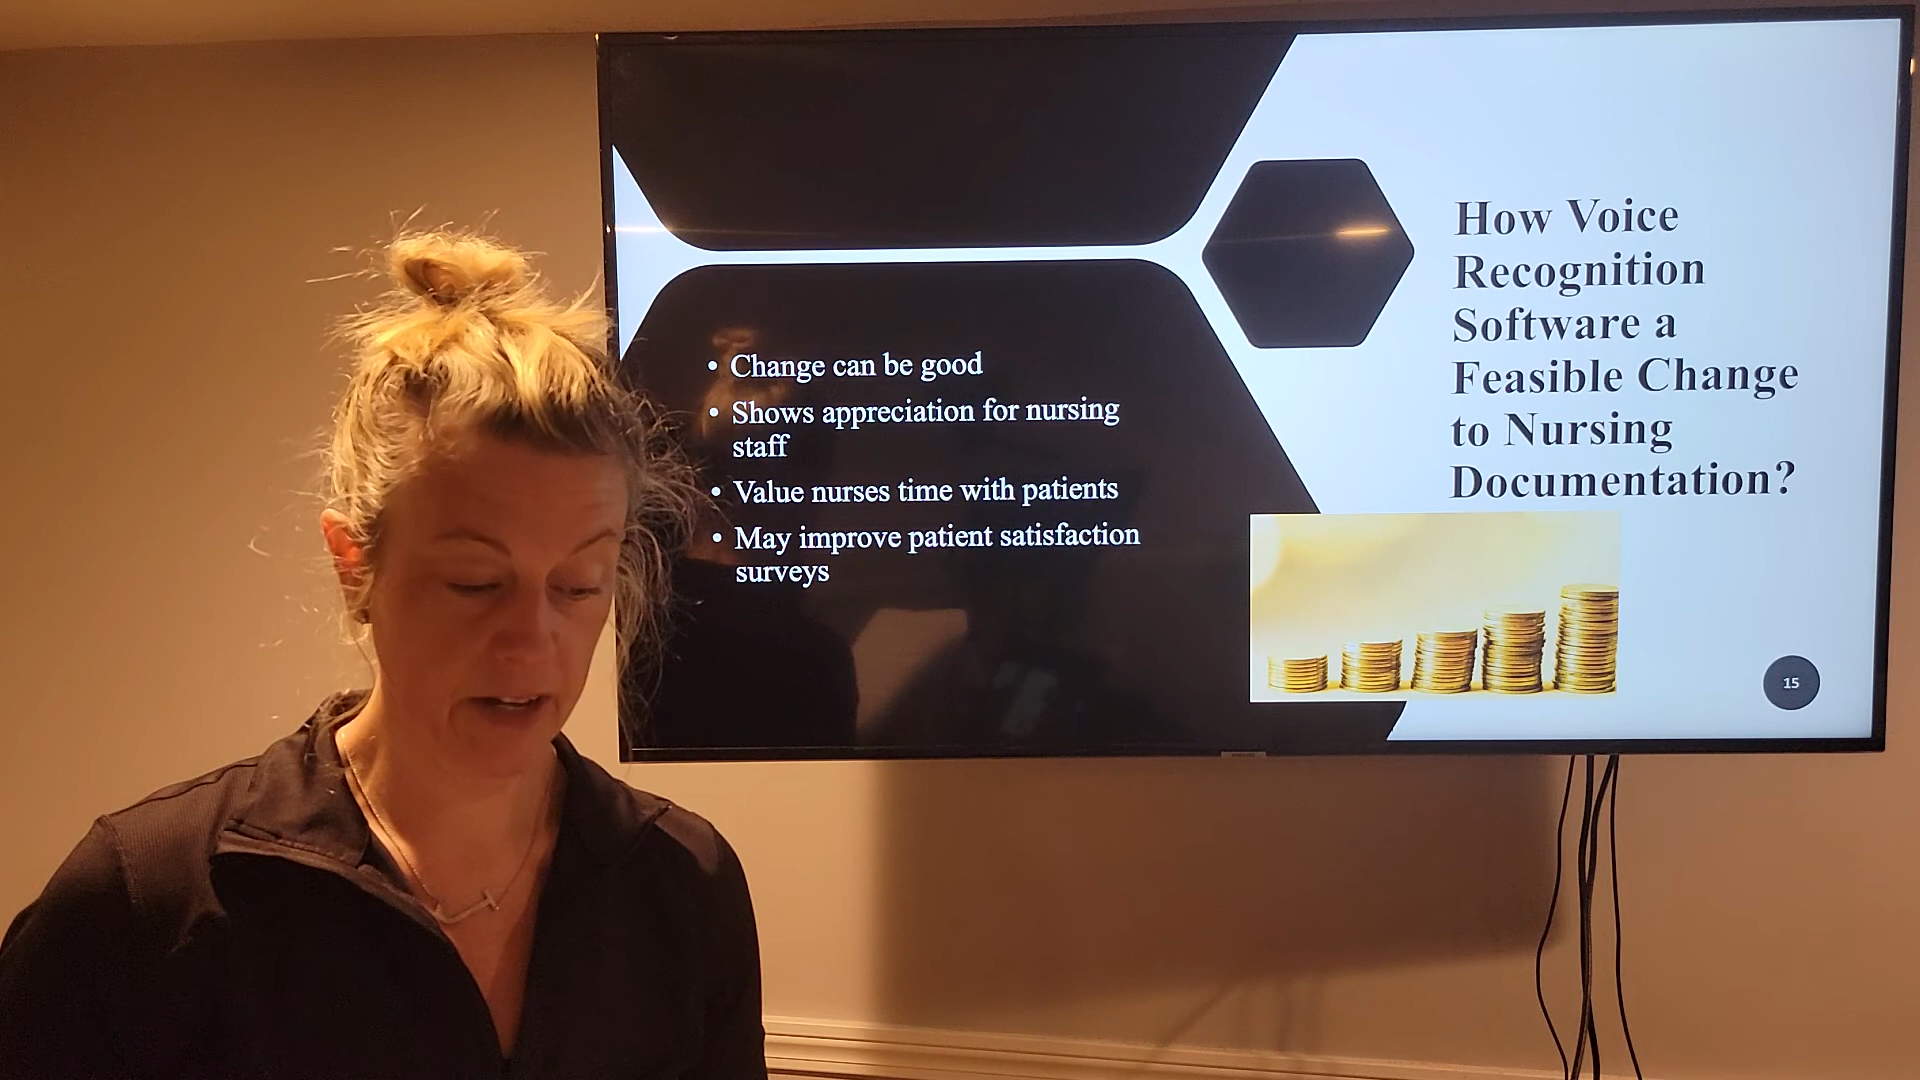 How Voice
Recognition
Software a
Feasible Change
to Nursing
Documentation?
• Change can be good
• Shows appreciation for nursing
staff
• Value nurses time with patients
• May improve patient satisfaction
surveys
15